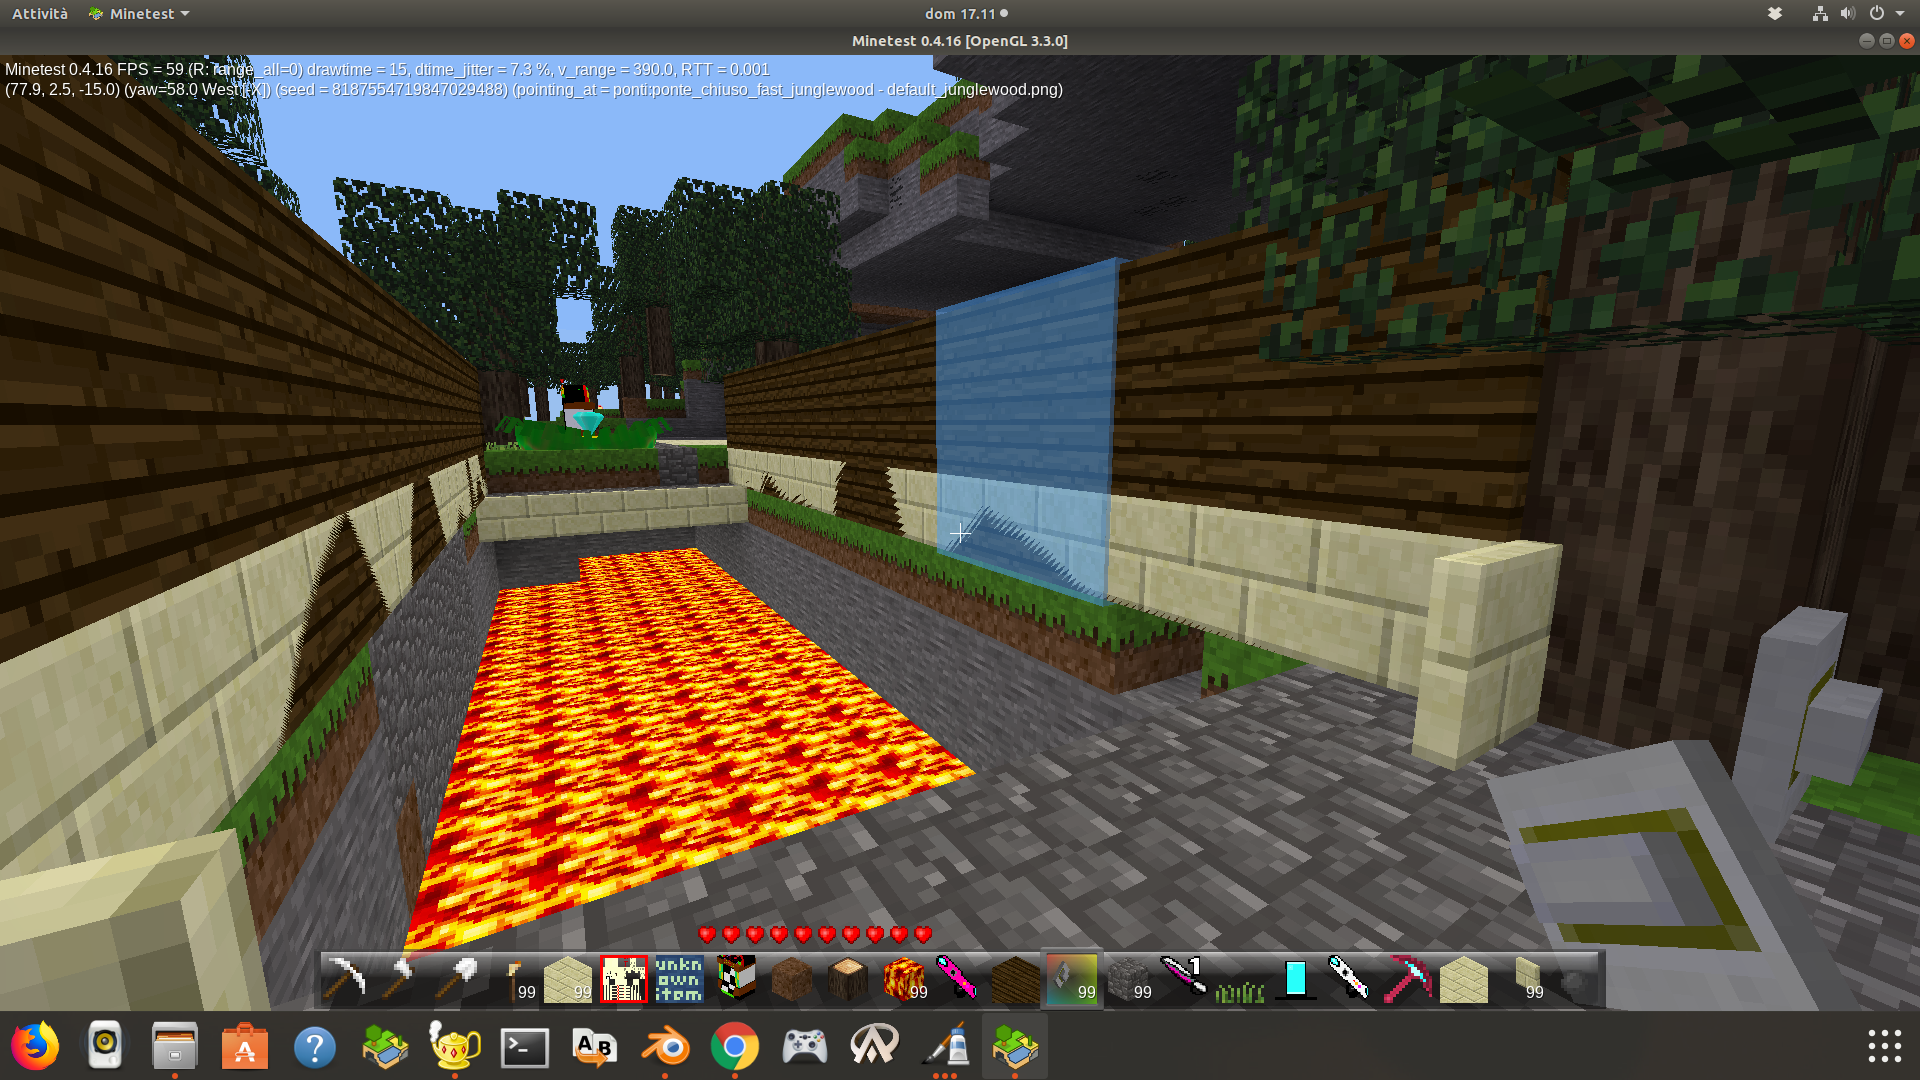 Attività Minetest dom 17.11
Minetest 0.4.16 [OpenGL 3.3.0]
Minetest 0.4.16 FPS = 59 (R: range_all=0) drawtime = 15, dtime_jitter = 7.3 %, v_range = 390.0, RTT = 0.001
(77.9, 2.5, -15.0) (yaw=58.0 West [-X]) (seed = 8187554719847029488) (pointing_at = ponti:ponte_chiuso_fast_junglewood - default_junglewood.png)
unkn
own
item
1
99 99 99 99 99 99
A B